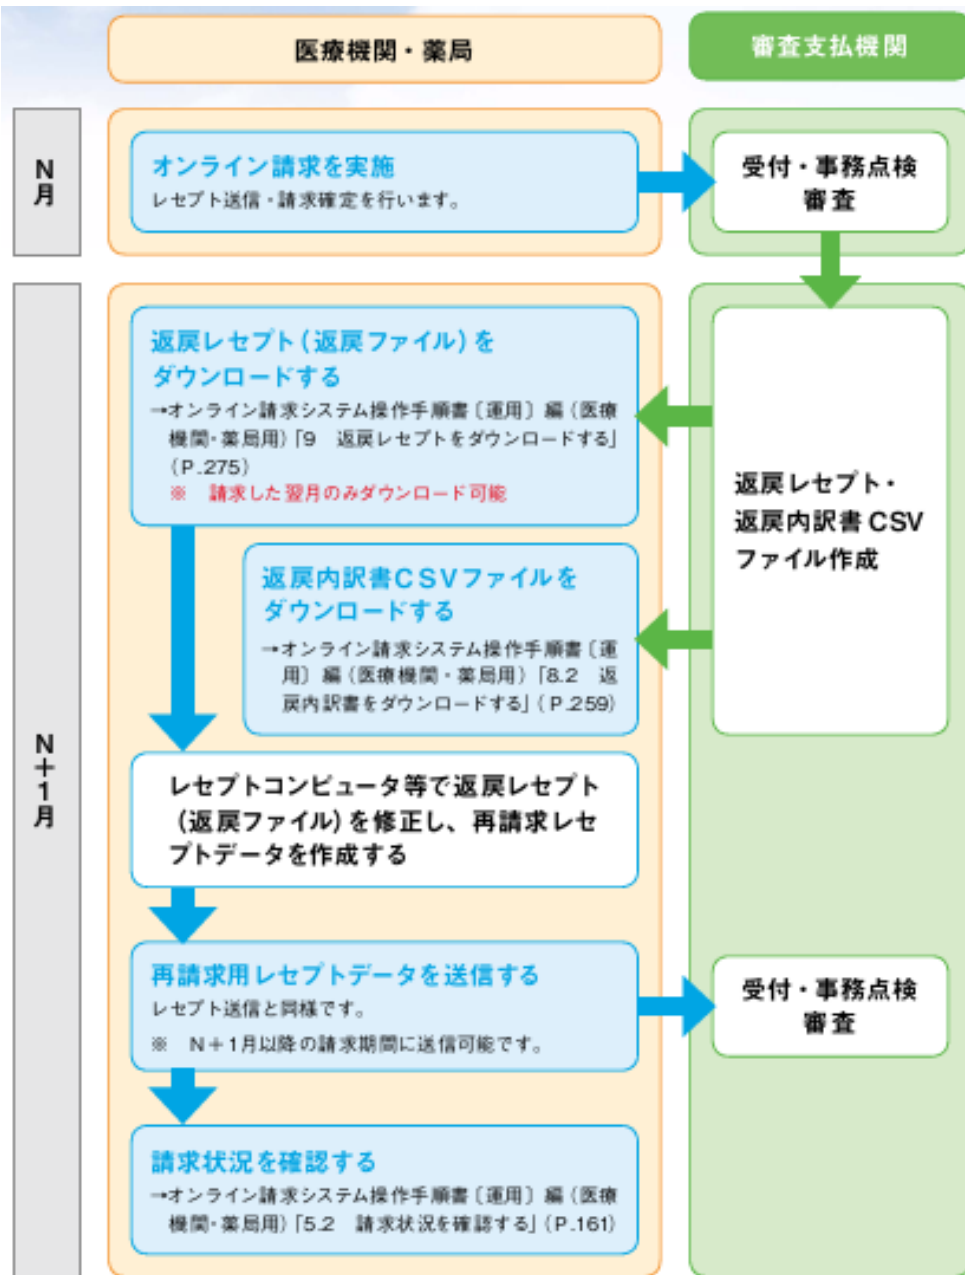 医療機関・薬局
審査支払機関
N月
オンライン請求を実施
レセプト送信・請求確定を行います。
受付・事務点検
審査
N+1月
返戻レセプト(返戻ファイル)を
ダウンロードする
→オンライン請求システム操作手順書〔運用〕編(医療
機関・薬局用)「9 返戻レセプトをダウンロードする」
(P.275)
※ 請求した翌月のみダウンロード可能
返戻レセプト・
返戻内訳書CSV
ファイル作成
返戻内訳書CSVファイルを
ダウンロードする
→オンライン請求システム操作手順書〔運
用〕編(医療機関・薬局用)「8.2 返
戻内訳書をダウンロードする」(P.259)
レセプトコンピュータ等で返戻レセプト
(返戻ファイル)を修正し、再請求レセ
プトデータを作成する
再請求用レセプトデータを送信する
レセプト送信と同様です。
※ N+1月以降の請求期間に送信可能です。
受付・事務点検
審査
請求状況を確認する
→オンライン請求システム操作手順書〔運用〕編(医療
機関・薬局用)「5.2 請求状況を確認する」(P.161)